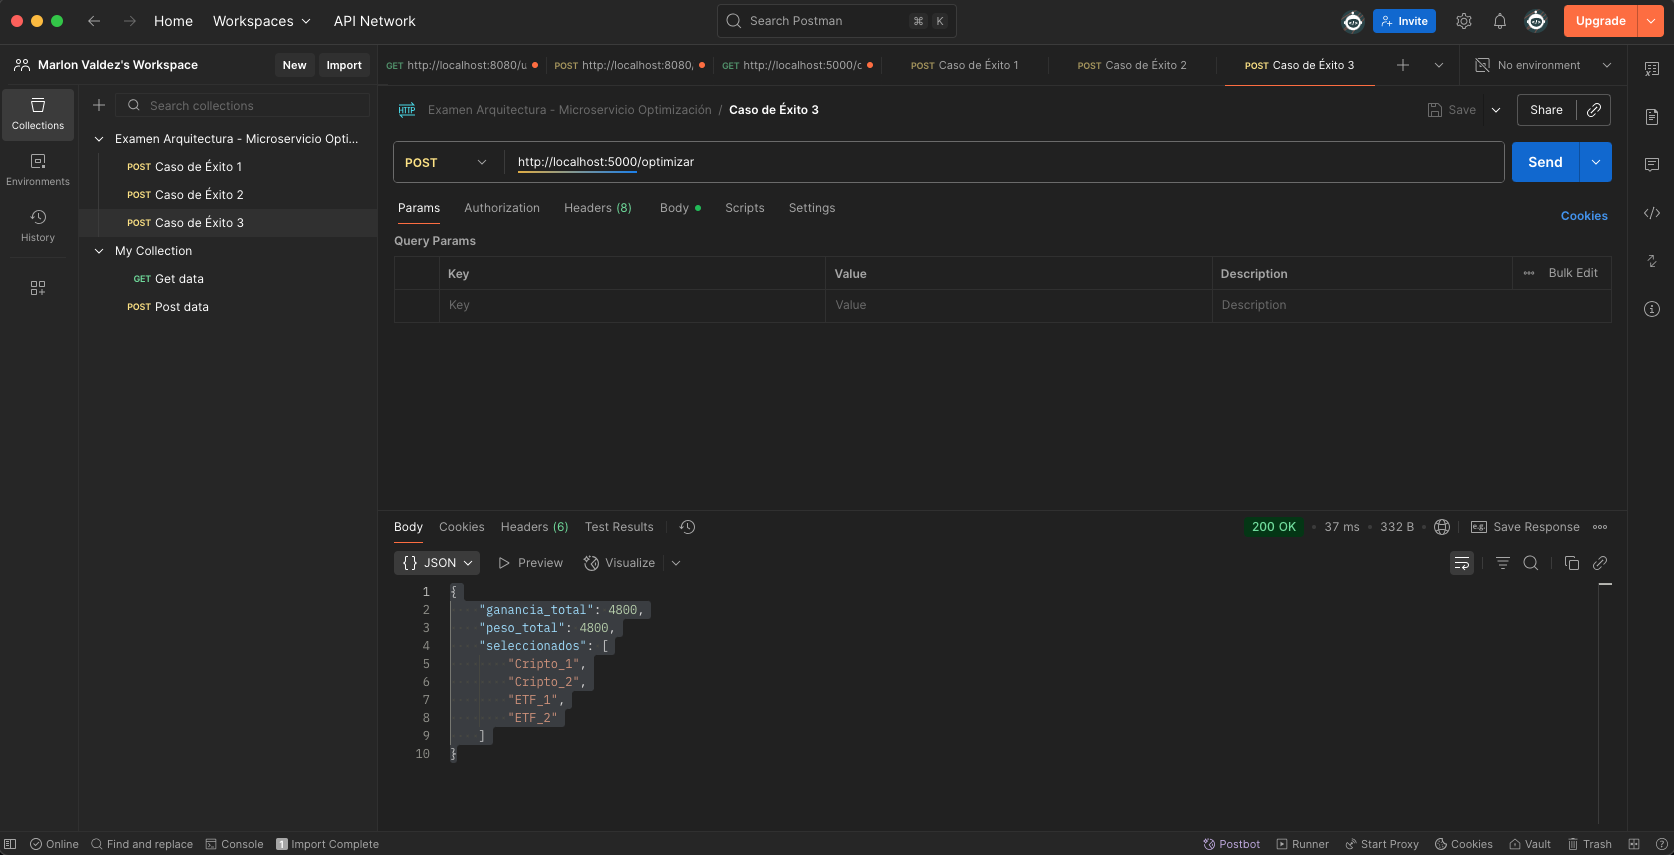 Home Workspaces API Network Search Postman ⌘ K Invite Upgrade
Marlon Valdez's Workspace New Import
GET http://localhost:8080/u POST http://localhost:8080, GET http://localhost:5000/c POST Caso de Éxito 1 POST Caso de Éxito 2 POST Caso de Éxito 3 No environment
Collections
Environments
History
Search collections
Examen Arquitectura - Microservicio Opti...
POST Caso de Éxito 1
POST Caso de Éxito 2
POST Caso de Éxito 3
My Collection
GET Get data
POST Post data
HTTP Examen Arquitectura - Microservicio Optimización / Caso de Éxito 3 Save Share
POST http://localhost:5000/optimizar Send
Params Authorization Headers (8) Body Scripts Settings Cookies
Query Params
Key Value Description Bulk Edit
Key Value Description
Body Cookies Headers (6) Test Results 200 OK 37 ms 332 B e.g. Save Response
{} JSON Preview Visualize
1 {
2 "ganancia_total": 4800,
3 "peso_total": 4800,
4 "seleccionados": [
5 "Cripto_1",
6 "Cripto_2",
7 "ETF_1",
8 "ETF_2"
9 ]
10 }
Online Find and replace Console 1 Import Complete Postbot Runner Start Proxy Cookies Vault Trash